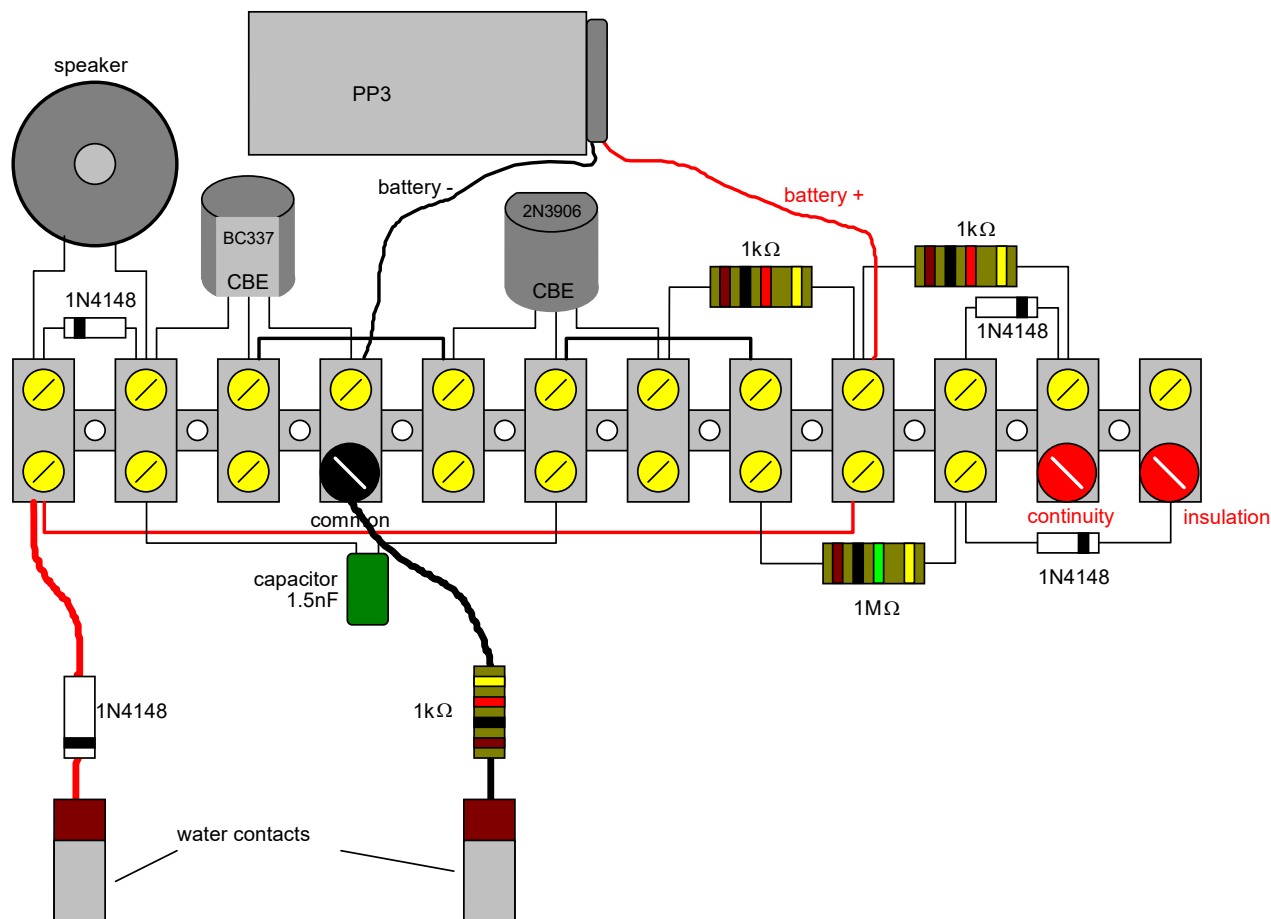 speaker
PP3
battery -
battery +
BC337
CBE
2N3906
CBE
1kΩ
1kΩ
1N4148
1N4148
common
continuity
insulation
capacitor
1.5nF
1N4148
1MΩ
1N4148
1kΩ
water contacts